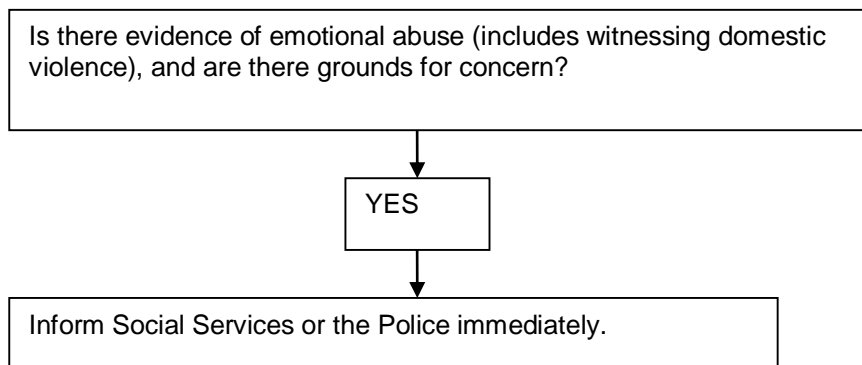 Is there evidence of emotional abuse (includes witnessing domestic
violence), and are there grounds for concern?
YES
Inform Social Services or the Police immediately.